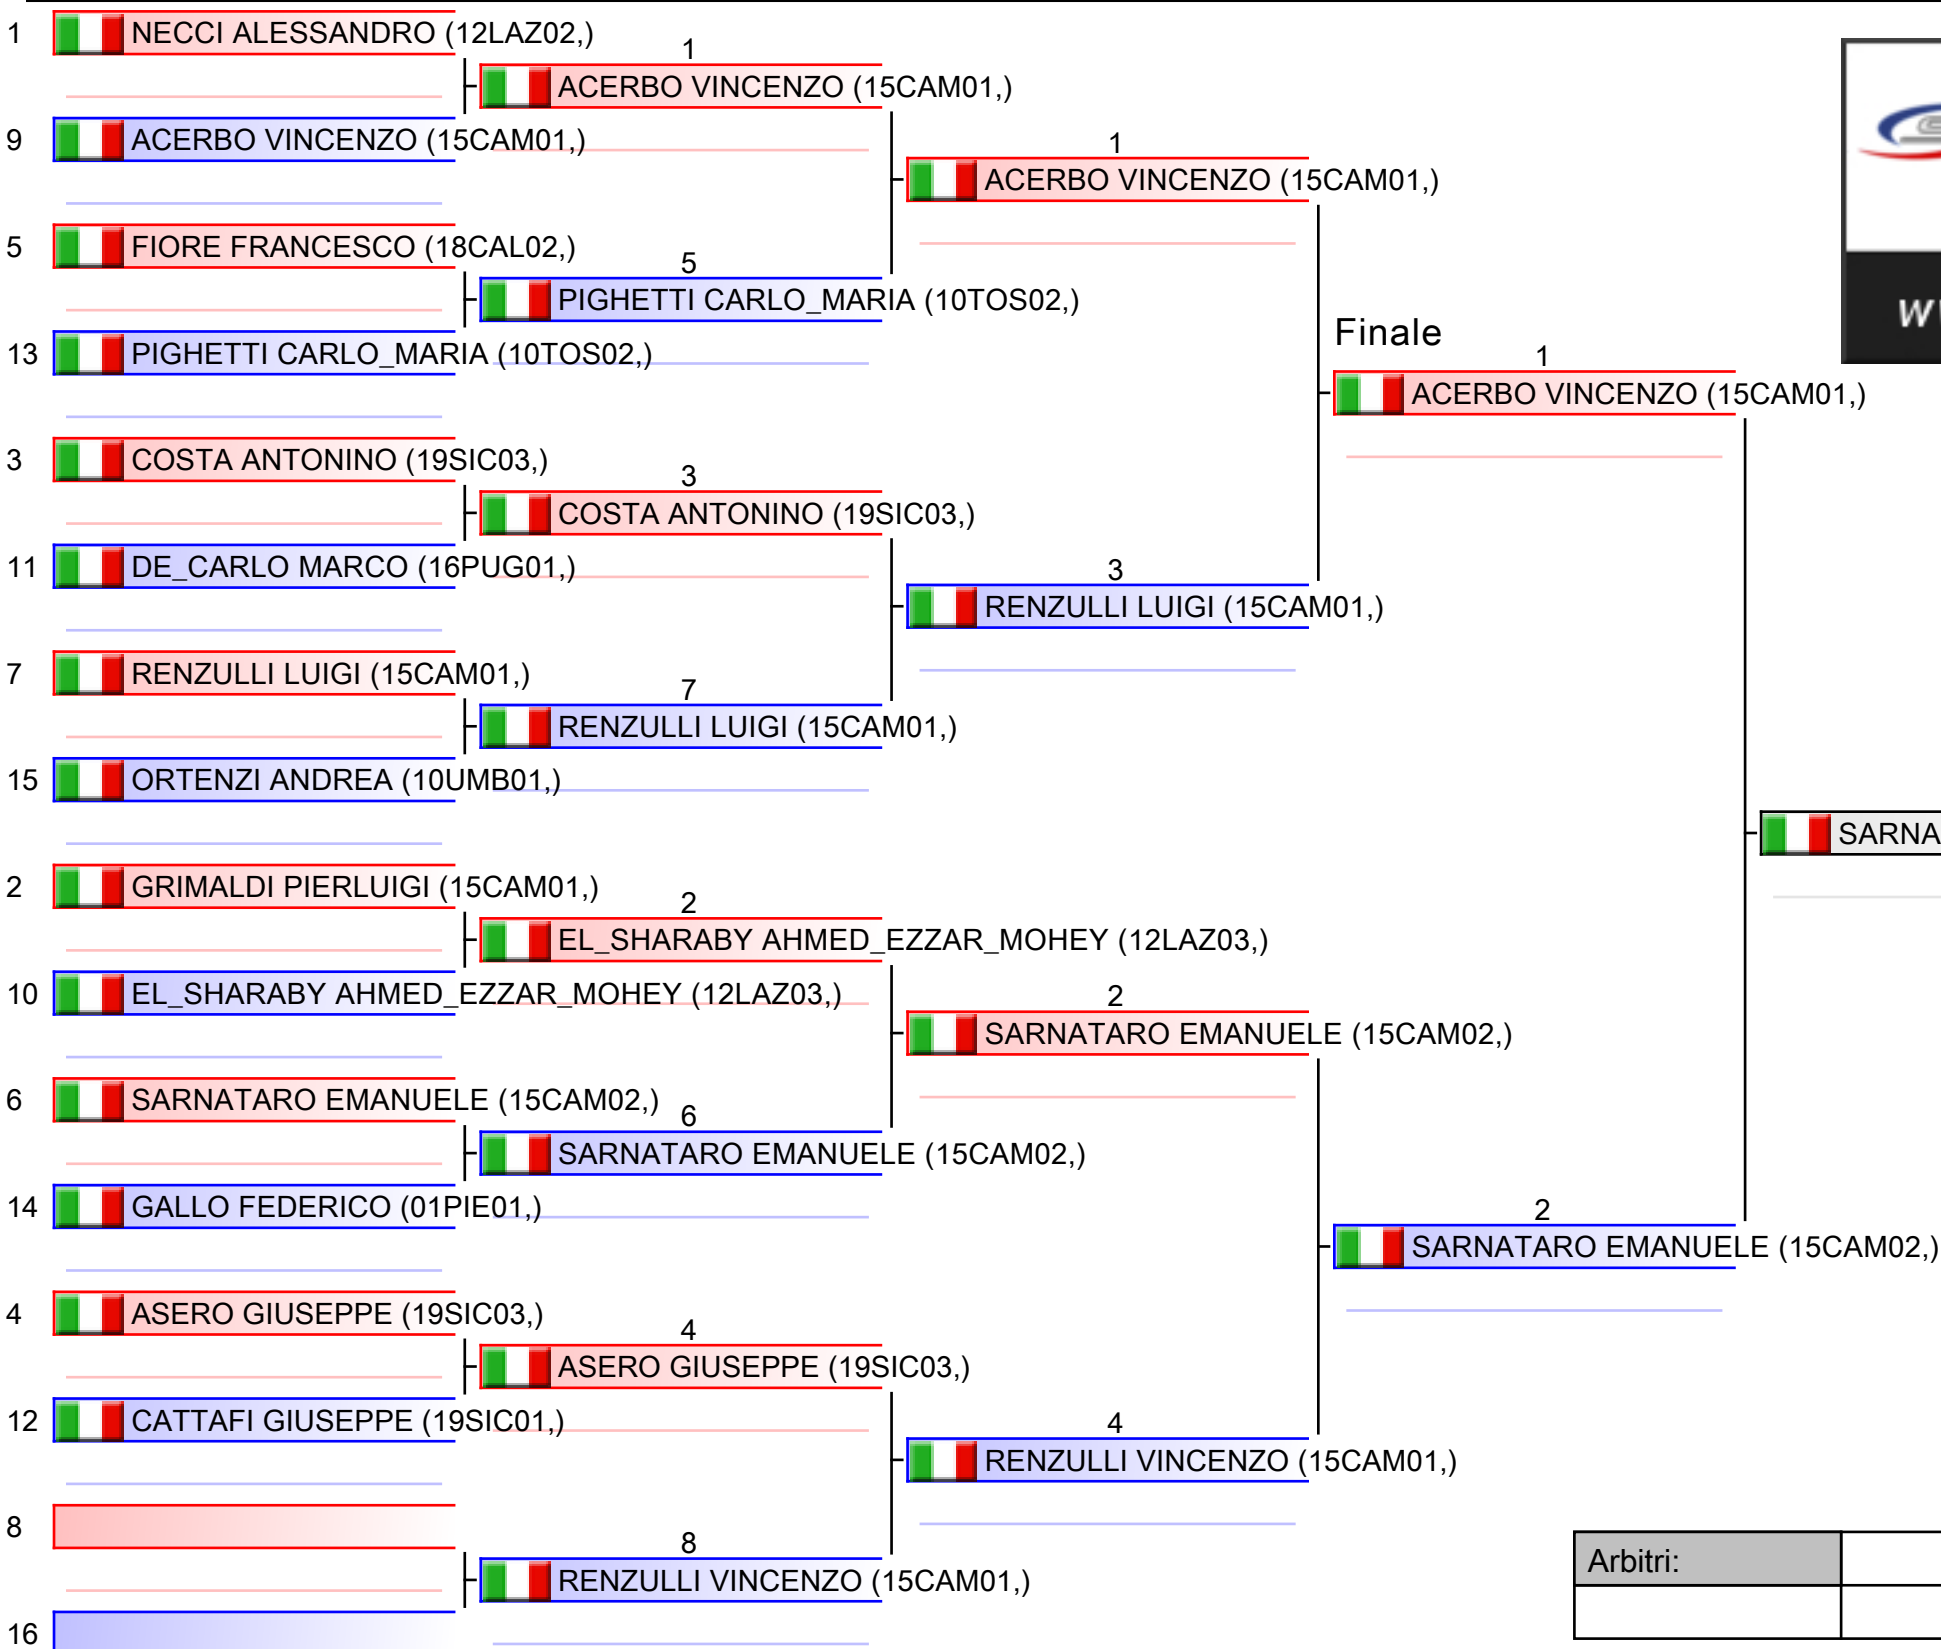 1 NECCI ALESSANDRO (12LAZ02,)
1
ACERBO VINCENZO (15CAM01,)
9 ACERBO VINCENZO (15CAM01,)
1
ACERBO VINCENZO (15CAM01,)
5 FIORE FRANCESCO (18CAL02,)
5
PIGHETTI CARLO_MARIA (10TOS02,)
13 PIGHETTI CARLO_MARIA (10TOS02,)
Finale
1
ACERBO VINCENZO (15CAM01,)
3 COSTA ANTONINO (19SIC03,)
3
COSTA ANTONINO (19SIC03,)
11 DE_CARLO MARCO (16PUG01,)
3
RENZULLI LUIGI (15CAM01,)
7 RENZULLI LUIGI (15CAM01,)
7
RENZULLI LUIGI (15CAM01,)
15 ORTENZI ANDREA (10UMB01,)
SARNA
2 GRIMALDI PIERLUIGI (15CAM01,)
2
EL_SHARABY AHMED_EZZAR_MOHEY (12LAZ03,)
10 EL_SHARABY AHMED_EZZAR_MOHEY (12LAZ03,)
2
SARNATARO EMANUELE (15CAM02,)
6 SARNATARO EMANUELE (15CAM02,)
6
SARNATARO EMANUELE (15CAM02,)
14 GALLO FEDERICO (01PIE01,)
2
SARNATARO EMANUELE (15CAM02,)
4 ASERO GIUSEPPE (19SIC03,)
4
ASERO GIUSEPPE (19SIC03,)
12 CATTAFI GIUSEPPE (19SIC01,)
4
RENZULLI VINCENZO (15CAM01,)
8
8
RENZULLI VINCENZO (15CAM01,)
Arbitri:
16